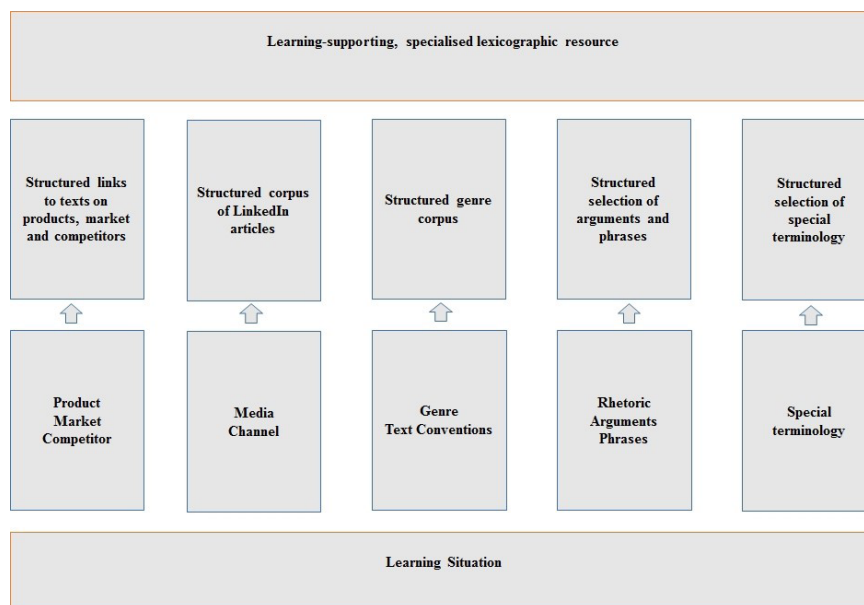 Learning-supporting, specialised lexicographic resource
Structured links
to texts on
products, market
and competitors
Structured corpus
of LinkedIn
articles
Structured genre
corpus
Structured
selection of
arguments and
phrases
Structured
selection of
special
terminology
Product
Market
Competitor
Media
Channel
Genre
Text Conventions
Rhetoric
Arguments
Phrases
Special
terminology
Learning Situation